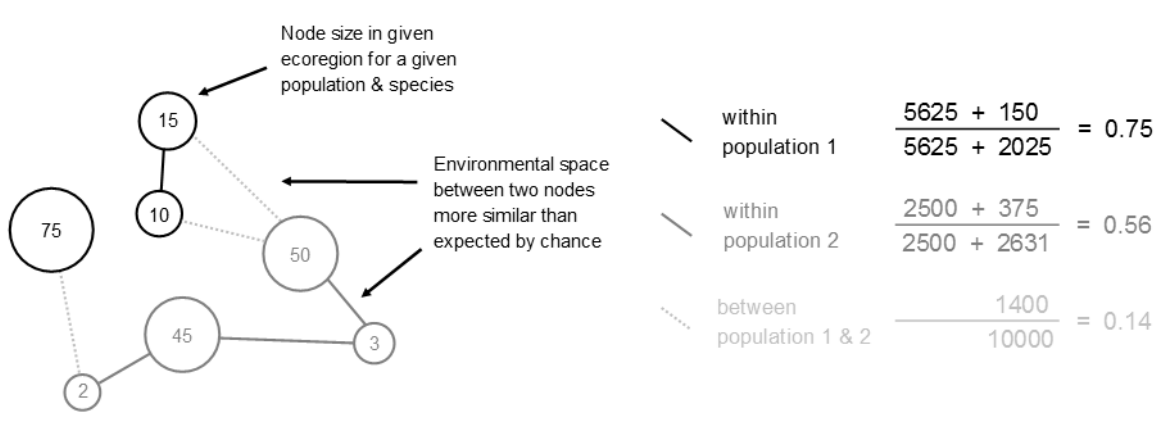 Node size in given
ecoregion for a given
population & species
15
10
75
50
45
3
2
Environmental space
between two nodes
more similar than
expected by chance
within
population 1
5625 + 150
5625 + 2025
= 0.75
within
population 2
2500 + 375
2500 + 2631
= 0.56
between
population 1 & 2
1400
10000
= 0.14